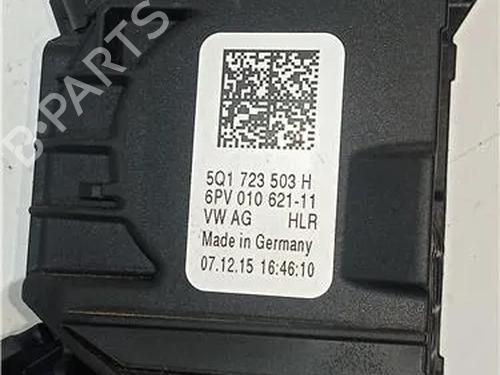 B-PARTS
5Q1 723 503 H
6PV 010 621-11
VW AG HLR
Made in Germany
07.12.15 16:46:10